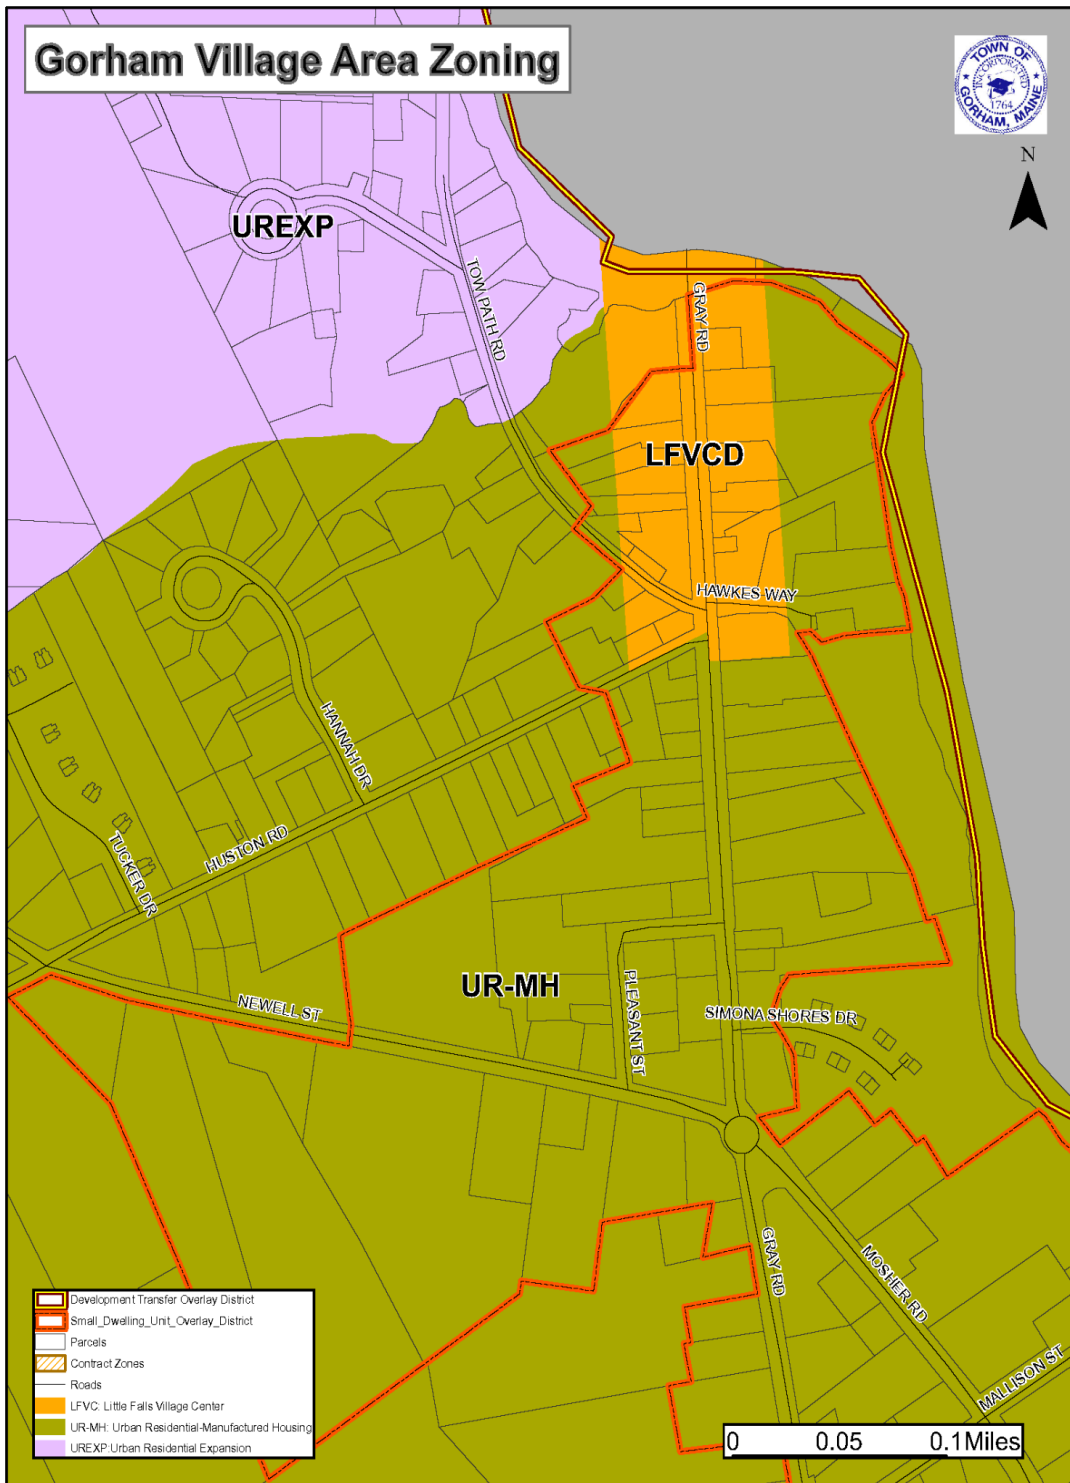 Gorham Village Area Zoning
TOWN OF
INCORPORATED
1764
GORHAM, MAINE
N
UREXP
TOW PATH RD
GRAY RD
LFVCD
HAWKES WAY
HANNAH DR
HUSTON RD
TUCKER DR
UR-MH
NEWELL ST
PLEASANT ST
SIMONA SHORES DR
GRAY RD
MOSHER RD
MALLISON ST
Development Transfer Overlay District
Small_Dwelling_Unit_Overlay_District
Parcels
Contract Zones
Roads
LFVC: Little Falls Village Center
UR-MH: Urban Residential-Manufactured Housing
UREXP:Urban Residential Expansion
0 0.05 0.1Miles